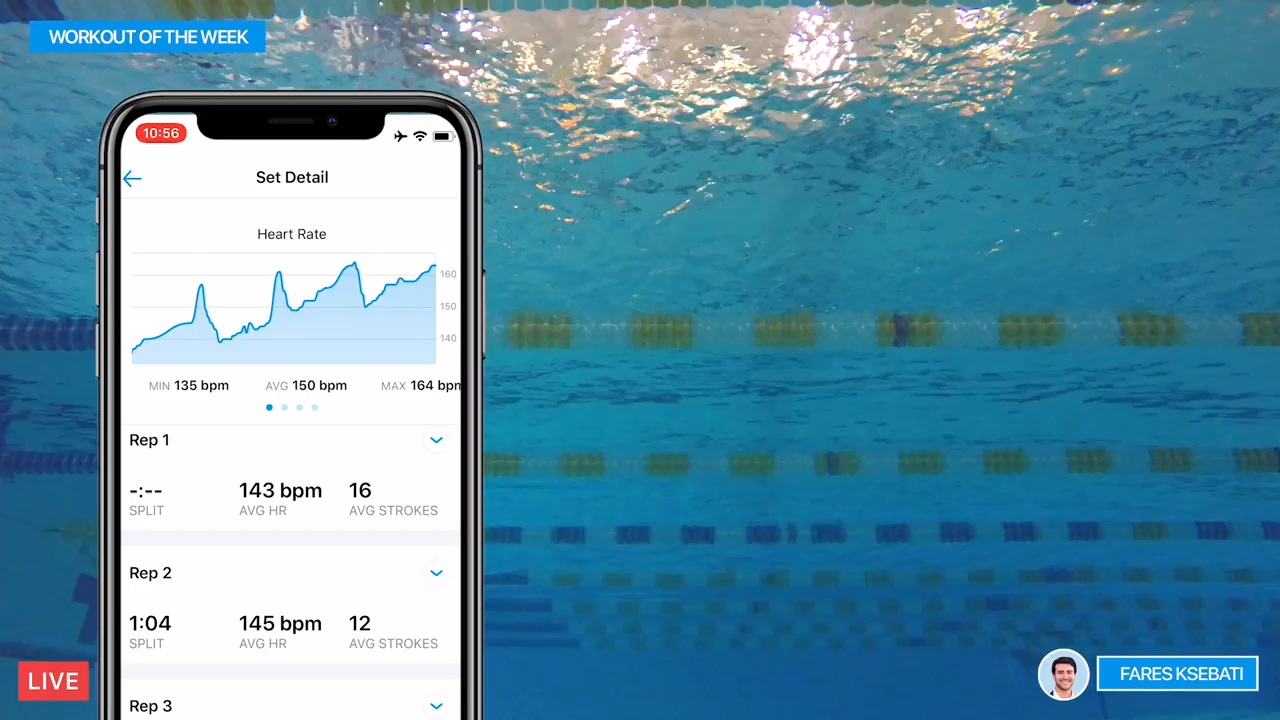 WORKOUT OF THE WEEK
10:56
Set Detail
Heart Rate
160
150
140
MIN 135 bpm AVG 150 bpm MAX 164 bpm
Rep 1
-:-- 143 bpm 16
SPLIT AVG HR AVG STROKES
Rep 2
1:04 145 bpm 12
SPLIT AVG HR AVG STROKES
Rep 3
LIVE
FARES KSEBATI